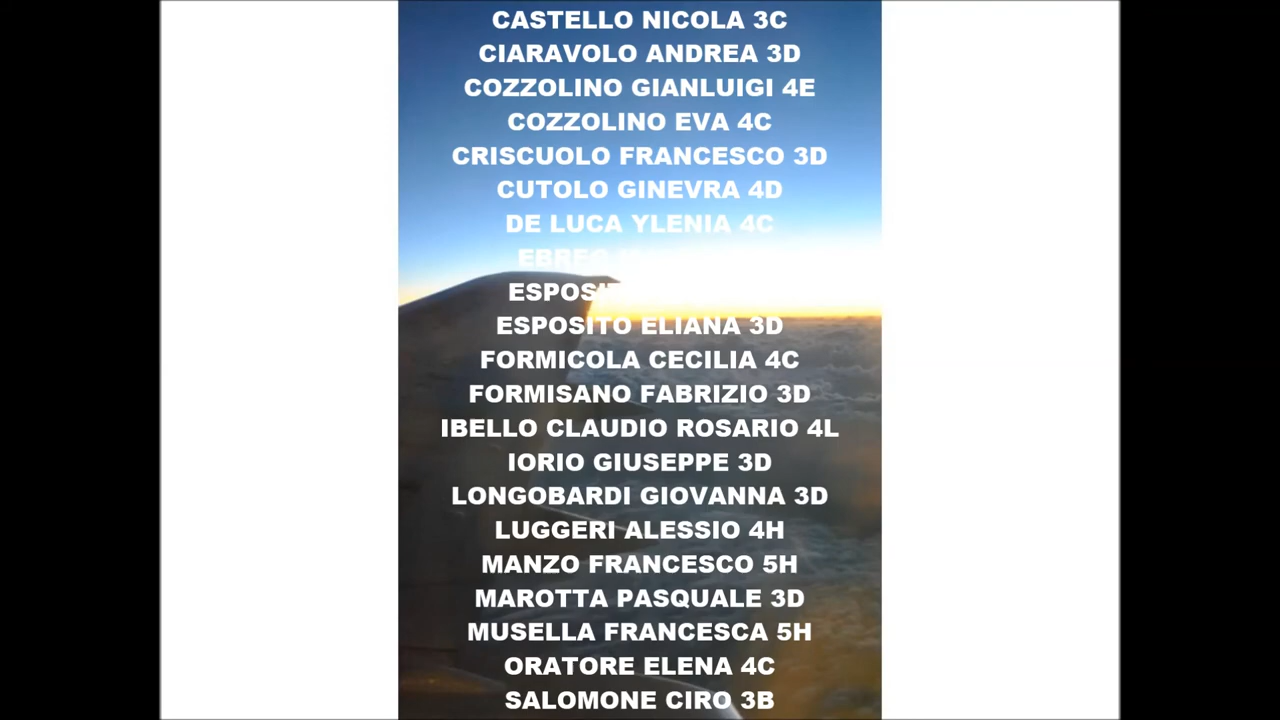 CASTELLO NICOLA 3C
CIARAVOLO ANDREA 3D
COZZOLINO GIANLUIGI 4E
COZZOLINO EVA 4C
CRISCUOLO FRANCESCO 3D
CUTOLO GINEVRA 4D
DE LUCA YLENIA 4C
ESPOSITO ELIANA 3D
FORMICOLA CECILIA 4C
FORMISANO FABRIZIO 3D
IBELLO CLAUDIO ROSARIO 4L
IORIO GIUSEPPE 3D
LONGOBARDI GIOVANNA 3D
LUGGERI ALESSIO 4H
MANZO FRANCESCO 5H
MAROTTA PASQUALE 3D
MUSELLA FRANCESCA 5H
ORATORE ELENA 4C
SALOMONE CIRO 3B